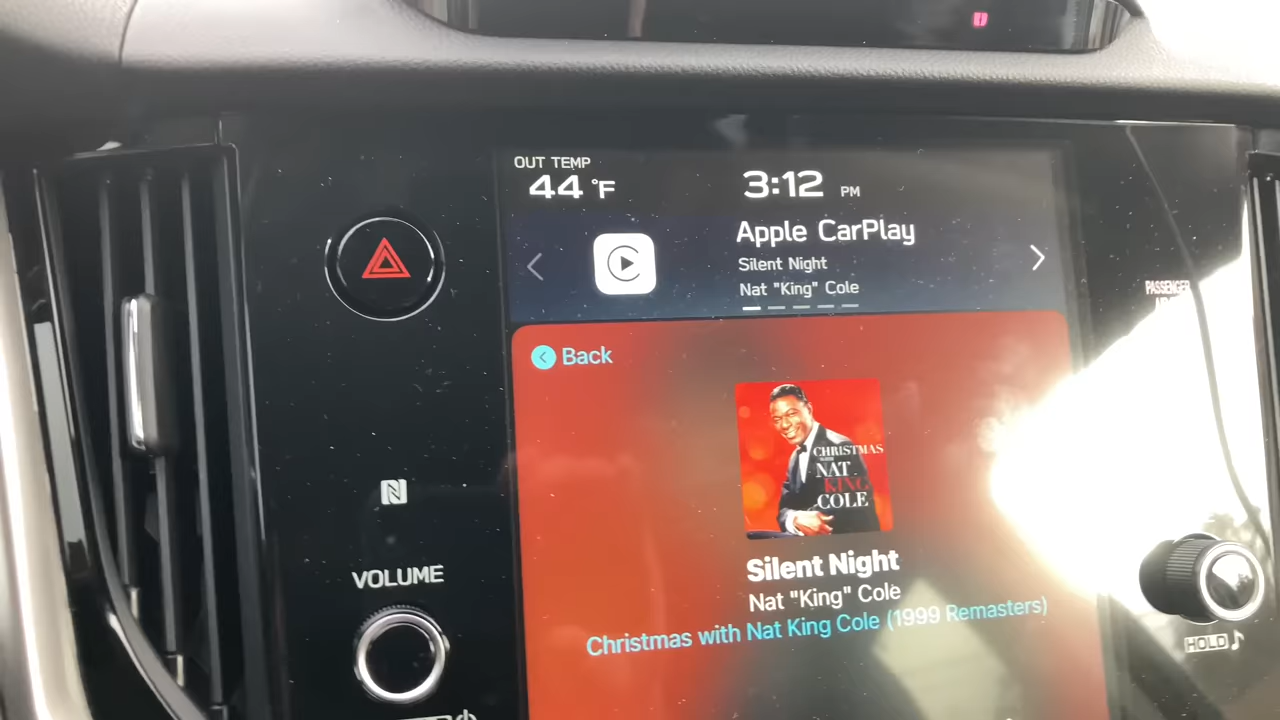 OUT TEMP
44 °F
3:12 PM
Apple CarPlay
Silent Night
Nat "King" Cole
PASSENGER
Back
CHRISTMAS
NAT
KING
COLE
VOLUME
Silent Night
Nat "King" Cole
Christmas with Nat King Cole (1999 Remasters)
HOLD